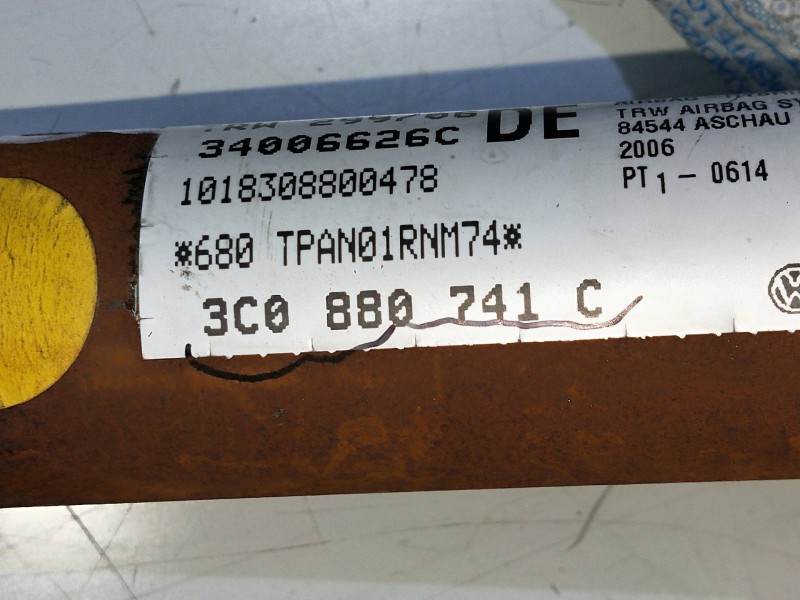 34006626C DE
1018308800478
*680 TPAN01RNM74*
3C0 880 741 C
TRW AIRBAG SY
84544 ASCHAU
2006
PT1-0614